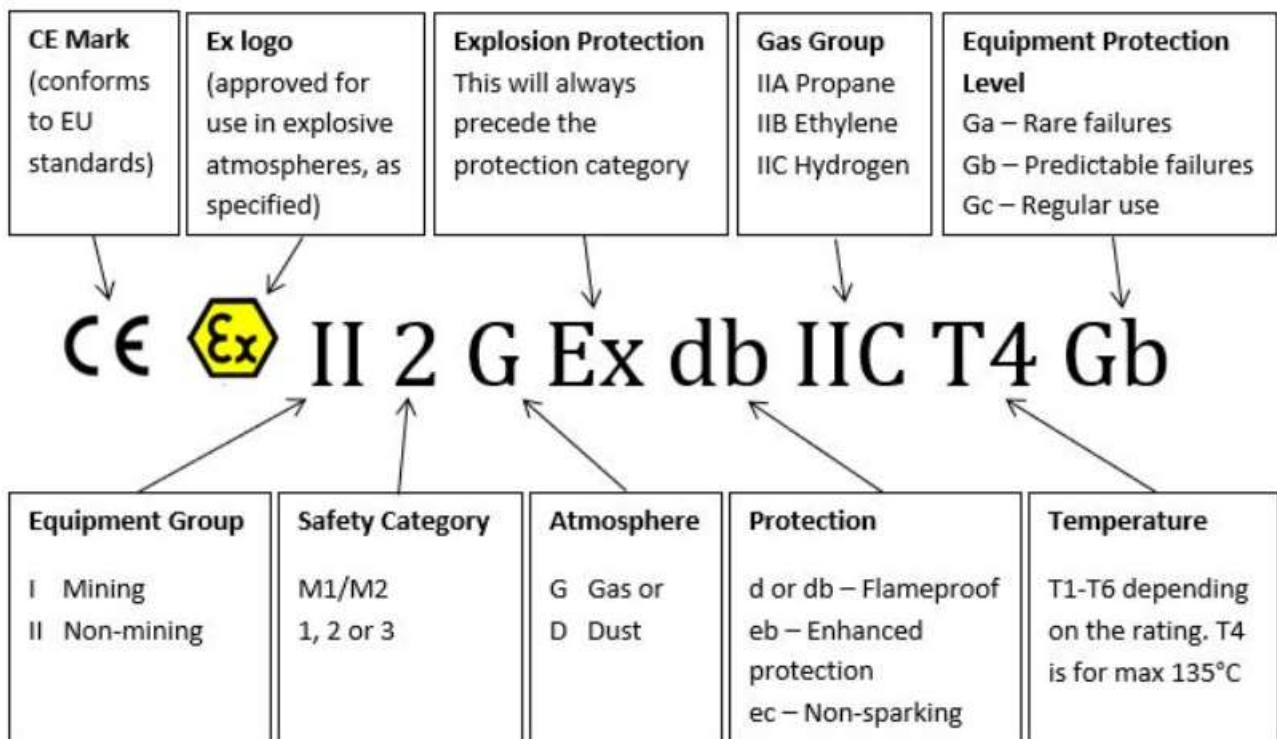 CE Mark
(conforms
to EU
standards)
Ex logo
(approved for
use in explosive
atmospheres, as
specified)
Explosion Protection
This will always
precede the
protection category
Gas Group
IIA Propane
IIB Ethylene
IIC Hydrogen
Equipment Protection
Level
Ga – Rare failures
Gb – Predictable failures
Gc – Regular use
CE Ex II 2 G Ex db IIC T4 Gb
Equipment Group
I Mining
II Non-mining
Safety Category
M1/M2
1, 2 or 3
Atmosphere
G Gas or
D Dust
Protection
d or db – Flameproof
eb – Enhanced
protection
ec – Non-sparking
Temperature
T1-T6 depending
on the rating. T4
is for max 135°C